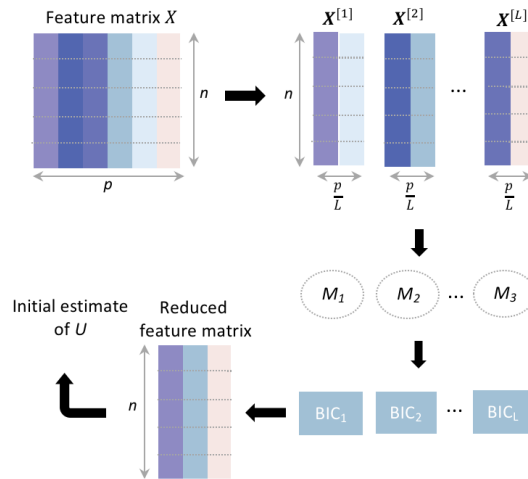 Feature matrix X
X^[1]
X^[2]
X^[L]
n
n
...
p
p/L
p/L
p/L
M1
M2
...
M3
Initial estimate
of U
Reduced
feature matrix
n
BIC1
BIC2
...
BICL